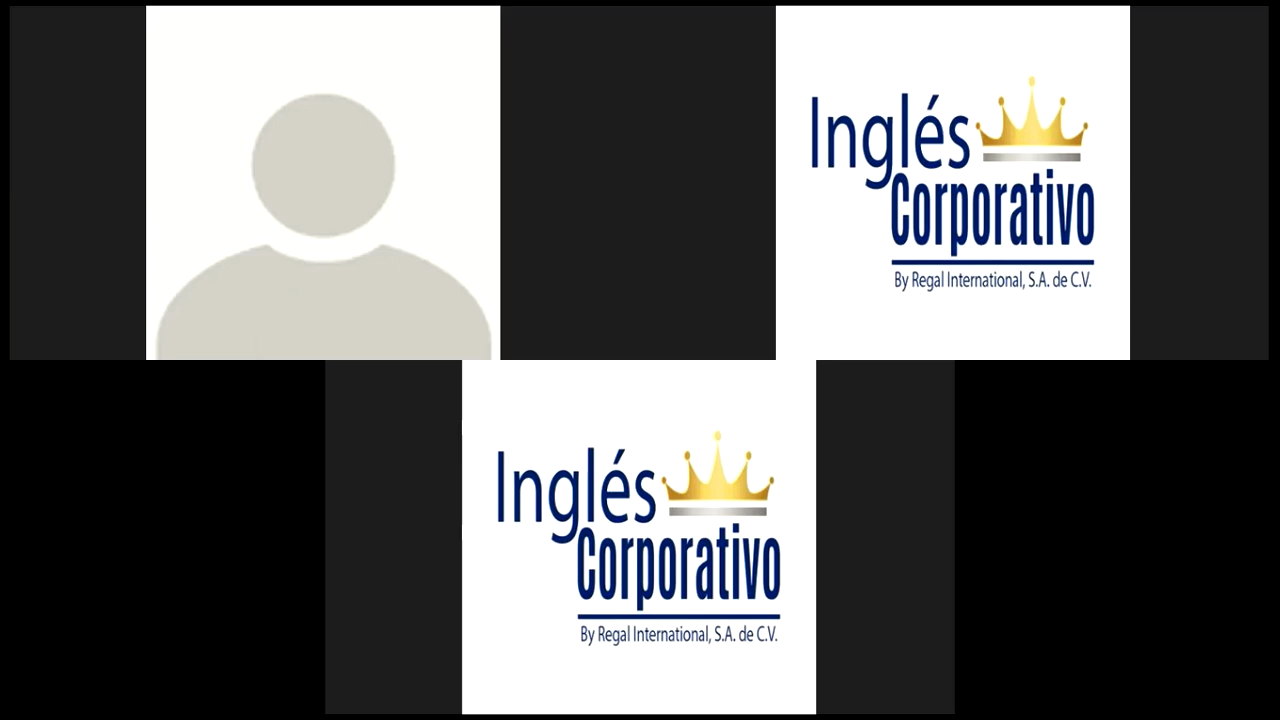 Inglés
Corporativo
By Regal International, S.A. de C.V.
Inglés
Corporativo
By Regal International, S.A. de C.V.